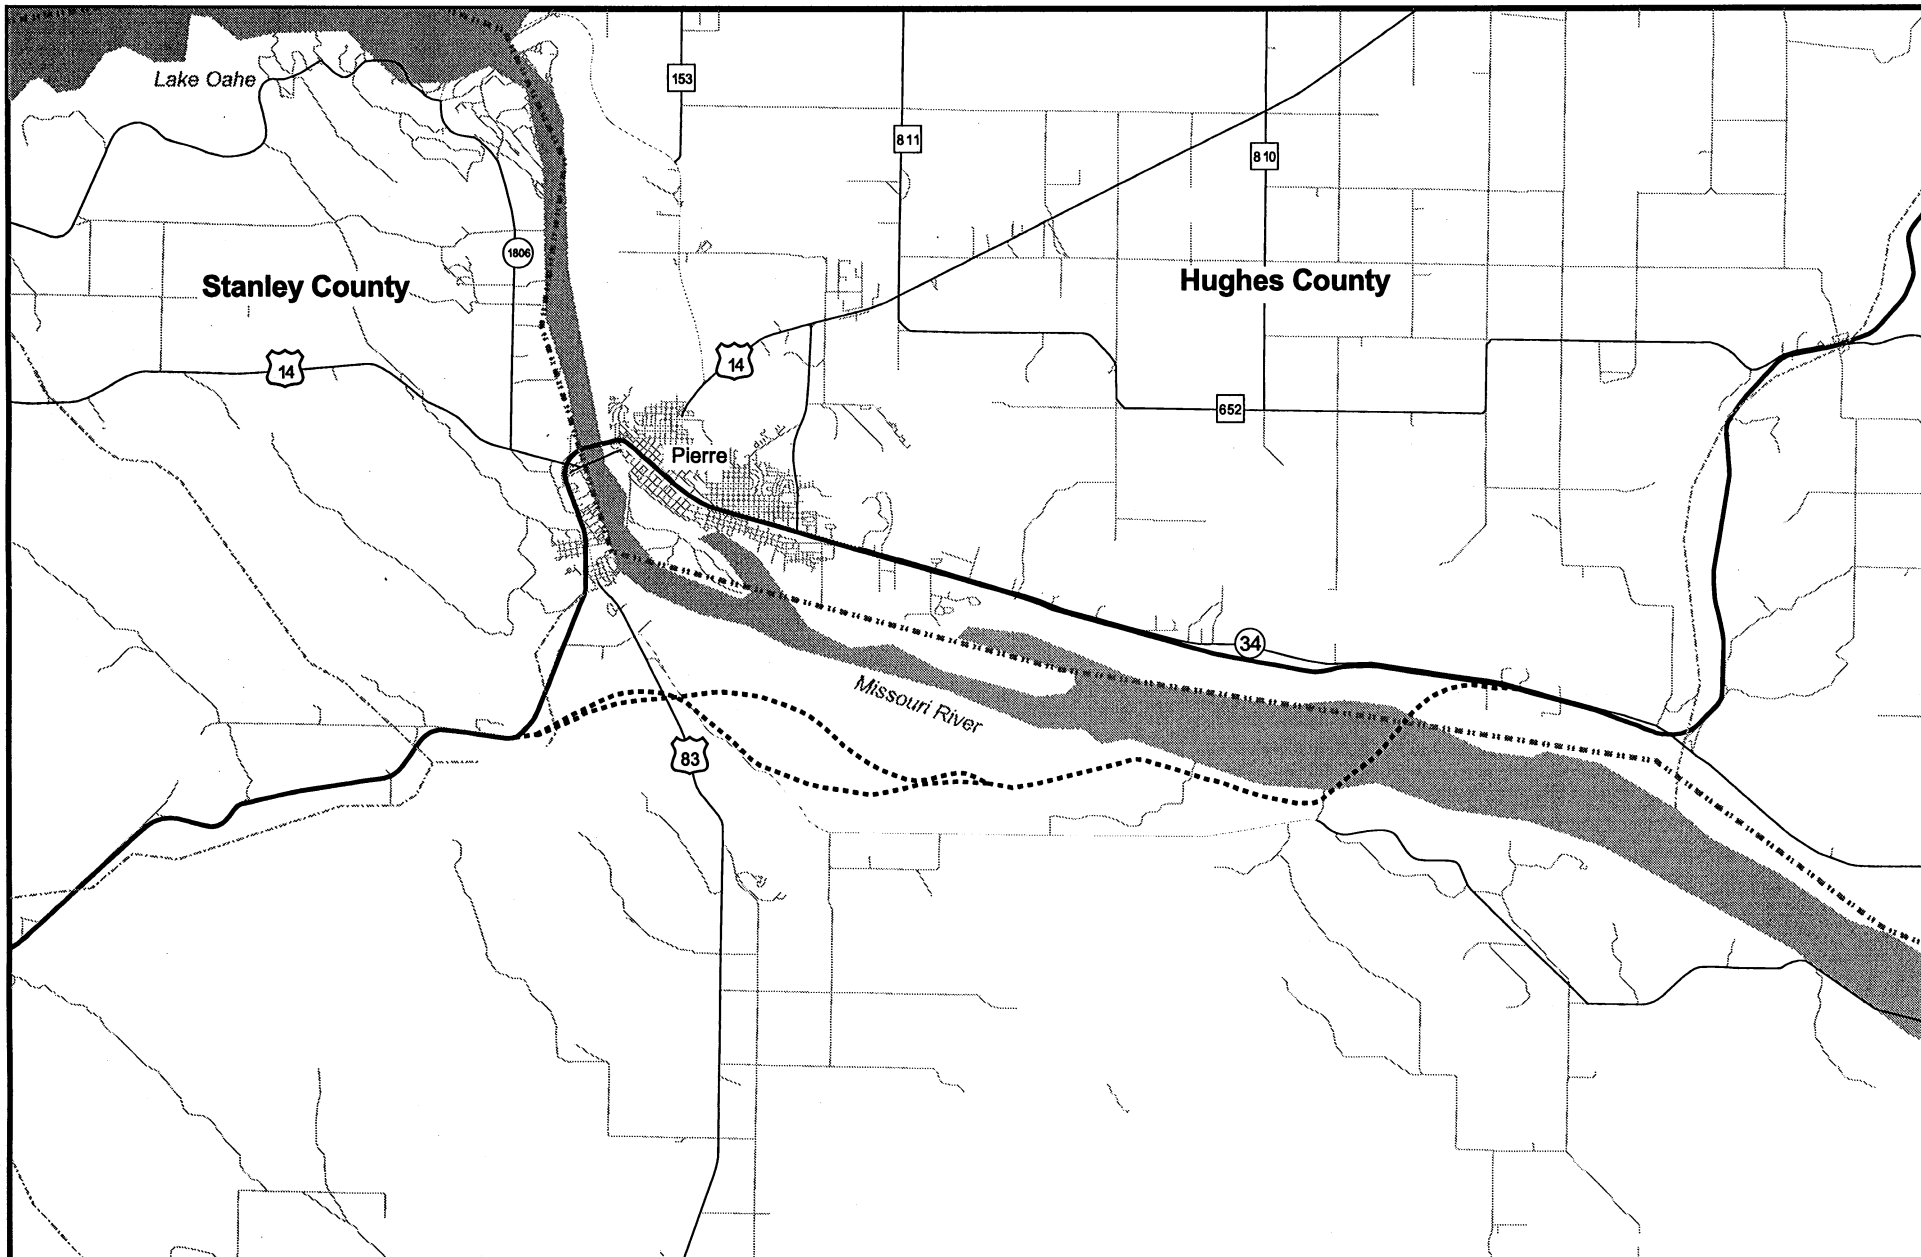 Lake Oahe
153
811
810
1806
Stanley County
Hughes County
14
14
652
Pierre
34
Missouri River
83